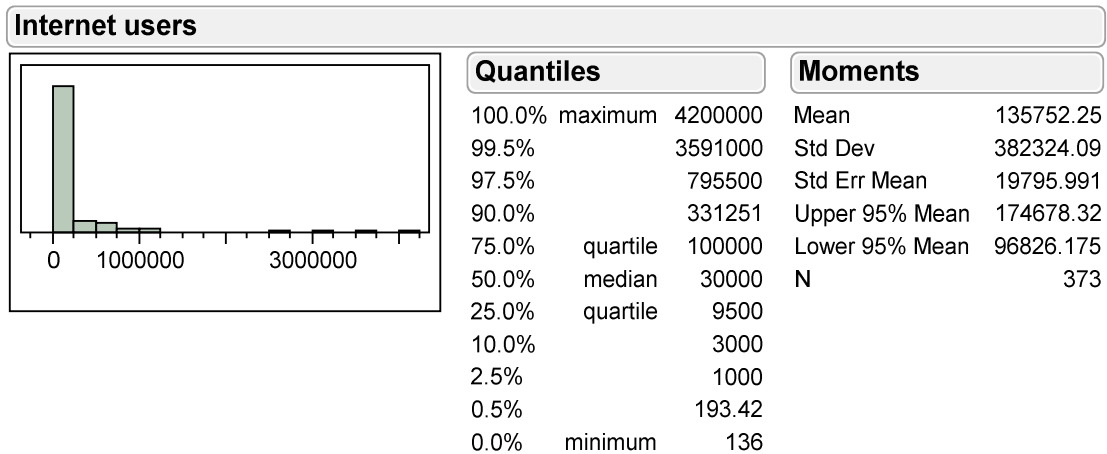 Internet users
0 1000000 3000000
Quantiles
100.0% maximum 4200000
99.5% 3591000
97.5% 795500
90.0% 331251
75.0% quartile 100000
50.0% median 30000
25.0% quartile 9500
10.0% 3000
2.5% 1000
0.5% 193.42
0.0% minimum 136
Moments
Mean 135752.25
Std Dev 382324.09
Std Err Mean 19795.991
Upper 95% Mean 174678.32
Lower 95% Mean 96826.175
N 373